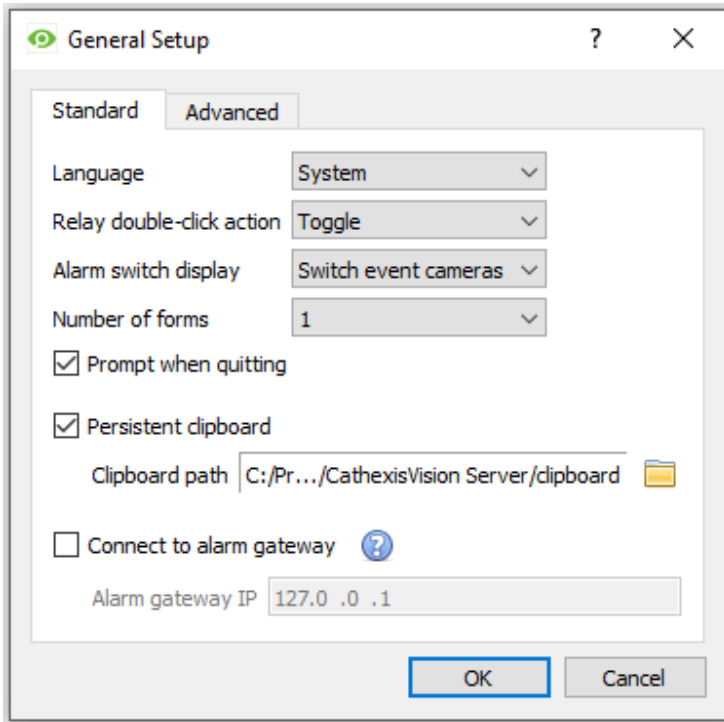 General Setup ?
Standard Advanced
Language System
Relay double-click action Toggle
Alarm switch display Switch event cameras
Number of forms 1
Prompt when quitting
Persistent clipboard
Clipboard path C:/Pr.../CathexisVision Server/clipboard
Connect to alarm gateway ?
Alarm gateway IP 127.0 .0 .1
OK Cancel